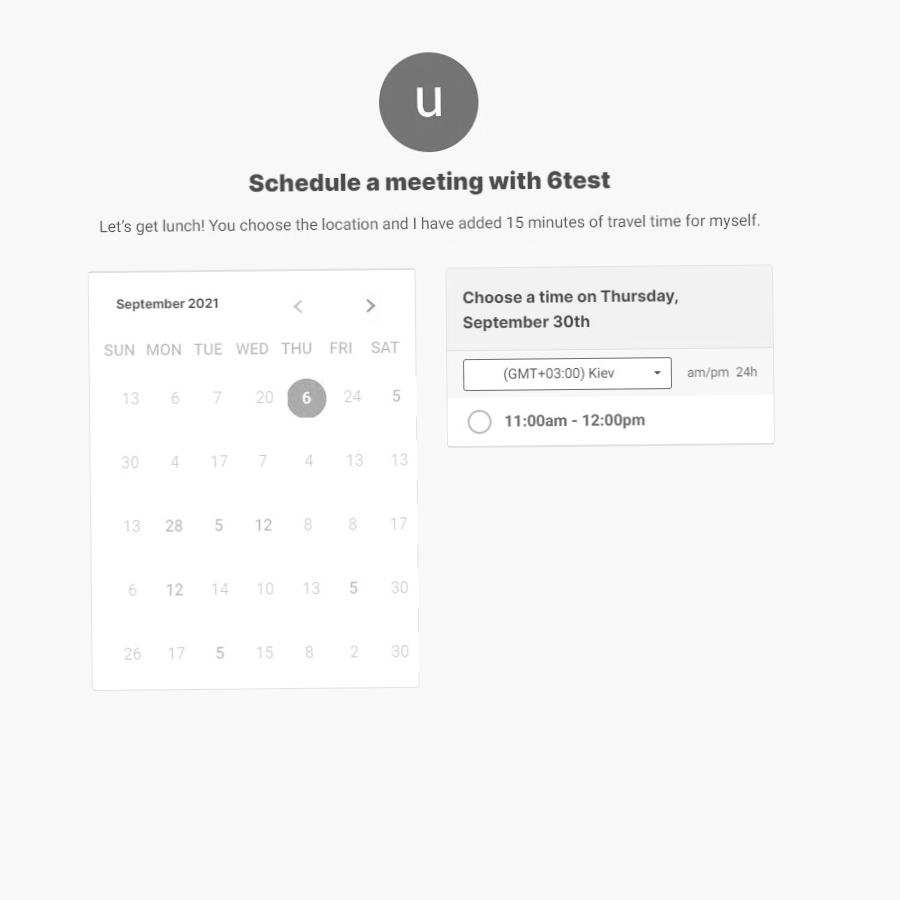 u
Schedule a meeting with 6test
Let's get lunch! You choose the location and I have added 15 minutes of travel time for myself.
September 2021
SUN MON TUE WED THU FRI SAT
13 6 7 20 6 24 5
30 4 17 7 4 13 13
13 28 5 12 8 8 17
6 12 14 10 13 5 30
26 17 5 15 8 2 30
Choose a time on Thursday,
September 30th
(GMT+03:00) Kiev am/pm 24h
11:00am - 12:00pm